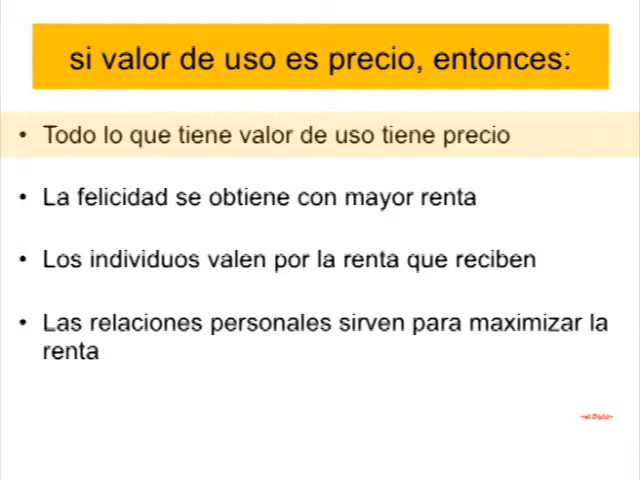 si valor de uso es precio, entonces:
• Todo lo que tiene valor de uso tiene precio
• La felicidad se obtiene con mayor renta
• Los individuos valen por la renta que reciben
• Las relaciones personales sirven para maximizar la
renta